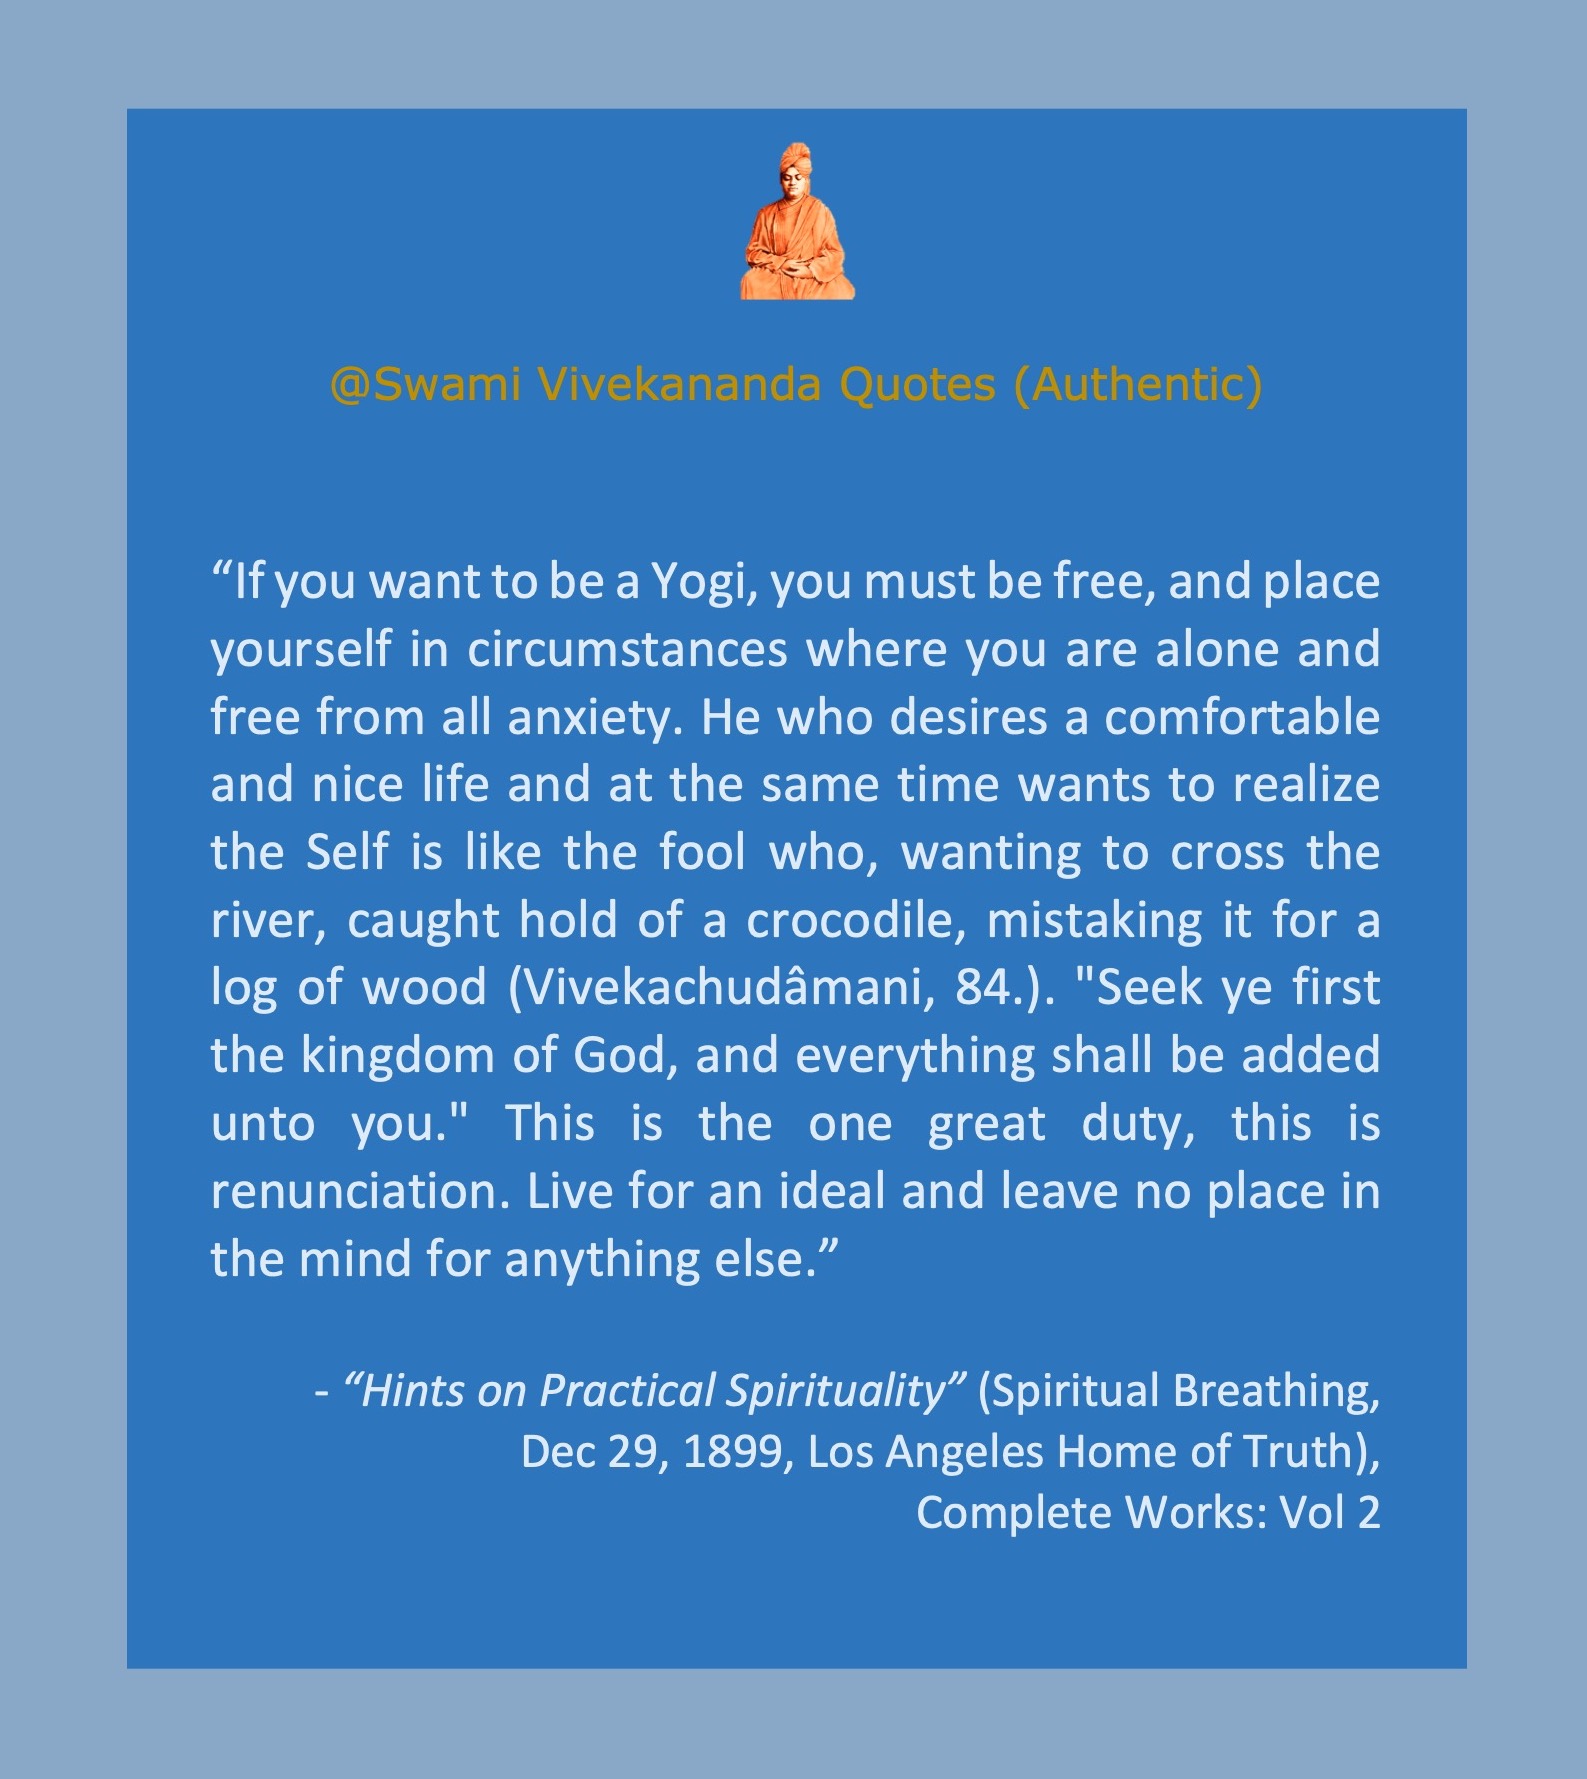 @Swami Vivekananda Quotes (Authentic)
“If you want to be a Yogi, you must be free, and place
yourself in circumstances where you are alone and
free from all anxiety. He who desires a comfortable
and nice life and at the same time wants to realize
the Self is like the fool who, wanting to cross the
river, caught hold of a crocodile, mistaking it for a
log of wood (Vivekachudâmani, 84.). "Seek ye first
the kingdom of God, and everything shall be added
unto you." This is the one great duty, this is
renunciation. Live for an ideal and leave no place in
the mind for anything else.”
- “Hints on Practical Spirituality” (Spiritual Breathing,
Dec 29, 1899, Los Angeles Home of Truth),
Complete Works: Vol 2